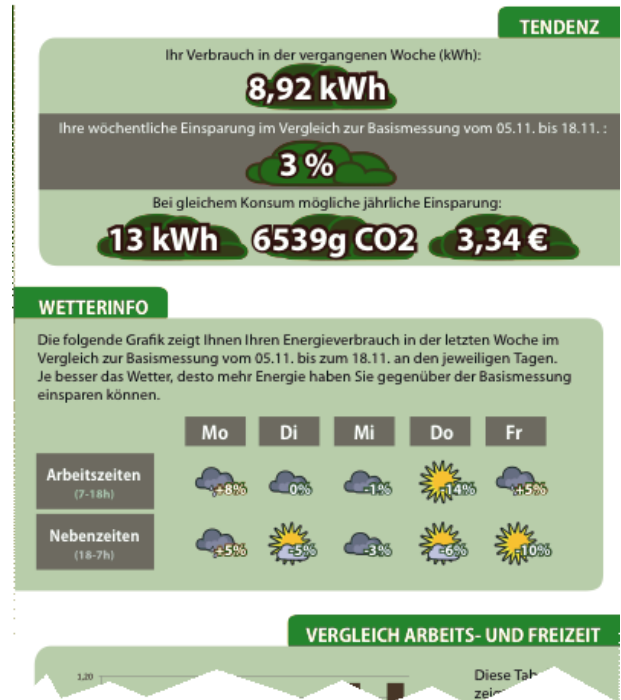 TENDENZ
Ihr Verbrauch in der vergangenen Woche (kWh):
8,92 kWh
Ihre wöchentliche Einsparung im Vergleich zur Basismessung vom 05.11. bis 18.11. :
3 %
Bei gleichem Konsum mögliche jährliche Einsparung:
13 kWh 6539g CO2 3,34 €
WETTERINFO
Die folgende Grafik zeigt Ihnen Ihren Energieverbrauch in der letzten Woche im
Vergleich zur Basismessung vom 05.11. bis zum 18.11. an den jeweiligen Tagen.
Je besser das Wetter, desto mehr Energie haben Sie gegenüber der Basismessung
einsparen können.
Mo Di Mi Do Fr
Arbeitszeiten
(7-18h)
+8% 0% -1% -14% +5%
Nebenzeiten
(18-7h)
+5% -5% -3% -6% -10%
VERGLEICH ARBEITS- UND FREIZEIT
1,20
Diese